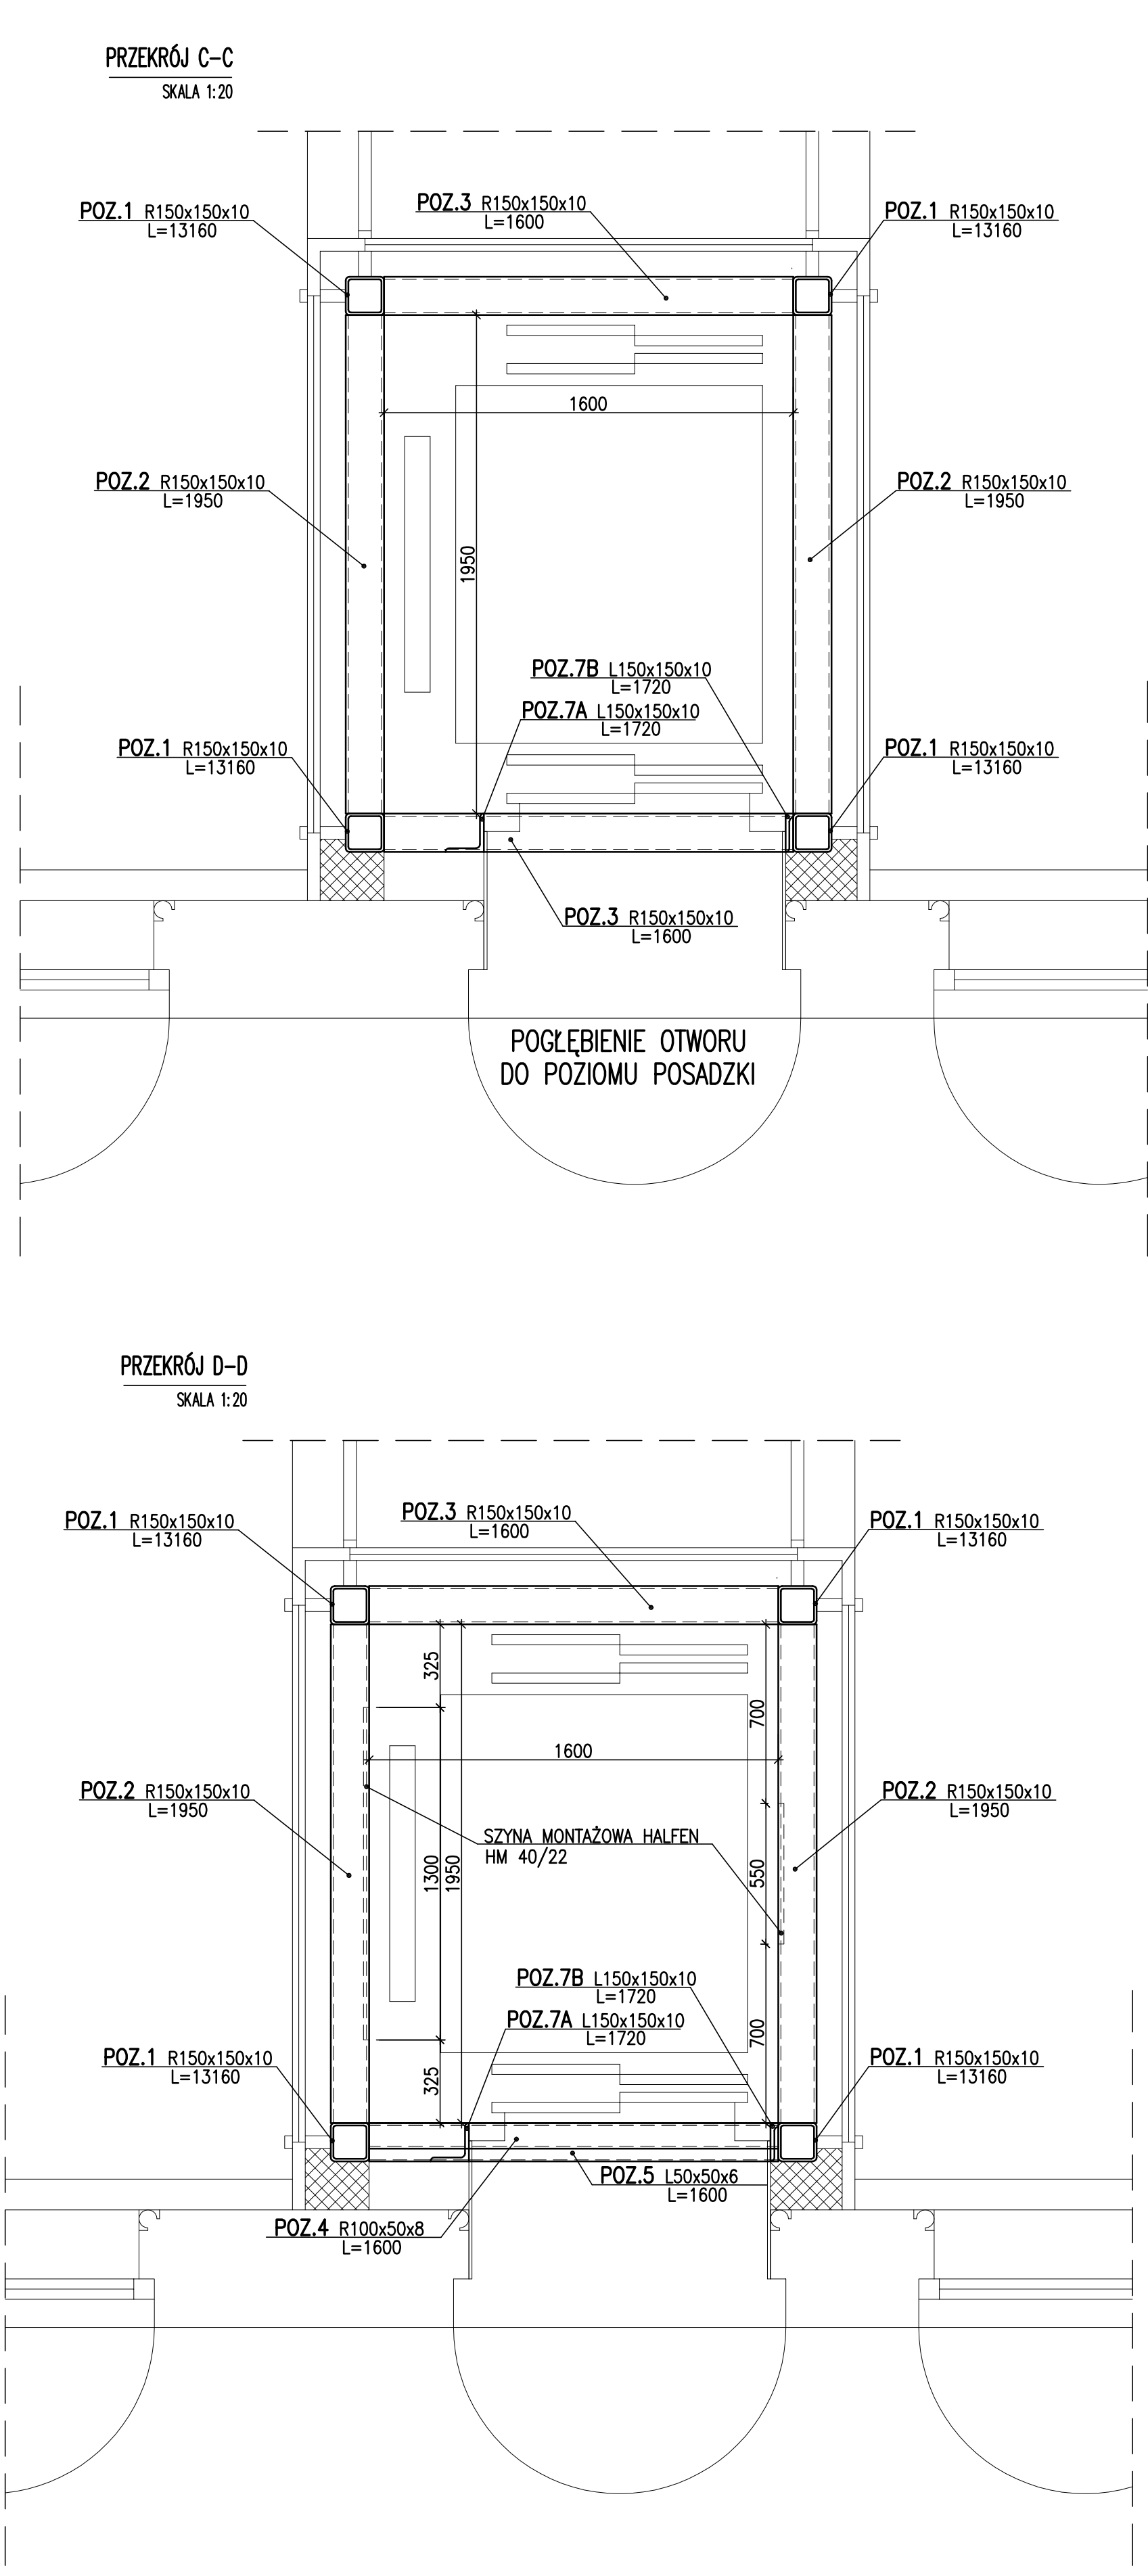 PRZEKRÓJ C-C
SKALA 1:20
POZ.1 R150x150x10
L=13160
POZ.3 R150x150x10
L=1600
POZ.1 R150x150x10
L=13160
1600
POZ.2 R150x150x10
L=1950
POZ.2 R150x150x10
L=1950
1950
POZ.7B L150x150x10
L=1720
POZ.7A L150x150x10
L=1720
POZ.1 R150x150x10
L=13160
POZ.1 R150x150x10
L=13160
POZ.3 R150x150x10
L=1600
POGŁĘBIENIE OTWORU
DO POZIOMU POSADZKI
PRZEKRÓJ D-D
SKALA 1:20
POZ.1 R150x150x10
L=13160
POZ.3 R150x150x10
L=1600
POZ.1 R150x150x10
L=13160
325
700
1600
POZ.2 R150x150x10
L=1950
POZ.2 R150x150x10
L=1950
SZYNA MONTAŻOWA HALFEN
HM 40/22
1300
1950
550
POZ.7B L150x150x10
L=1720
POZ.7A L150x150x10
L=1720
700
POZ.1 R150x150x10
L=13160
POZ.1 R150x150x10
L=13160
325
POZ.5 L50x50x6
L=1600
POZ.4 R100x50x8
L=1600